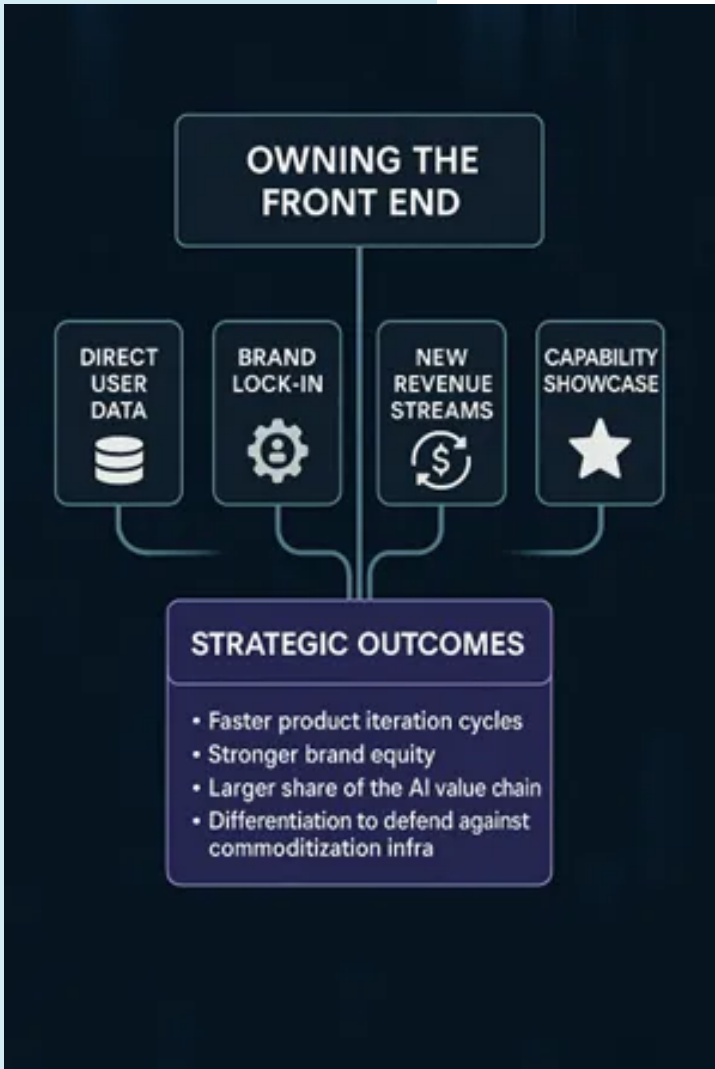 OWNING THE
FRONT END
DIRECT
USER
DATA
BRAND
LOCK-IN
NEW
REVENUE
STREAMS
$
CAPABILITY
SHOWCASE
STRATEGIC OUTCOMES
• Faster product iteration cycles
• Stronger brand equity
• Larger share of the AI value chain
• Differentiation to defend against
commoditization infra